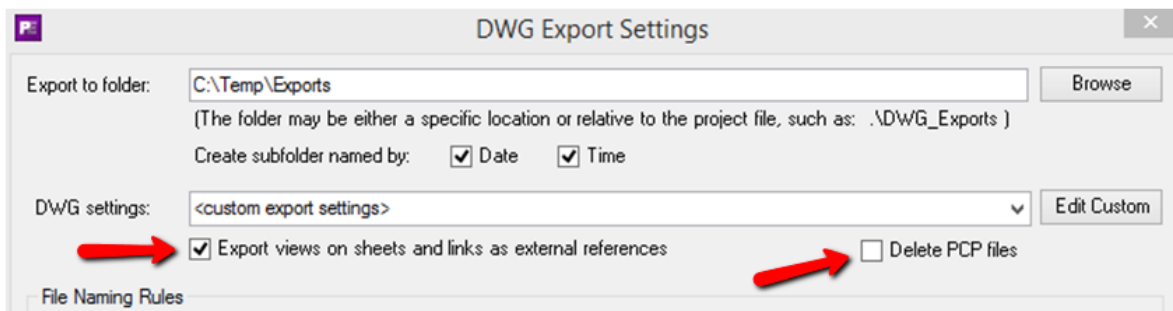 PE DWG Export Settings
Export to folder: C:\Temp\Exports Browse
(The folder may be either a specific location or relative to the project file, such as: .\DWG_Exports )
Create subfolder named by: Date Time
DWG settings: <custom export settings> Edit Custom
Export views on sheets and links as external references Delete PCP files
File Naming Rules